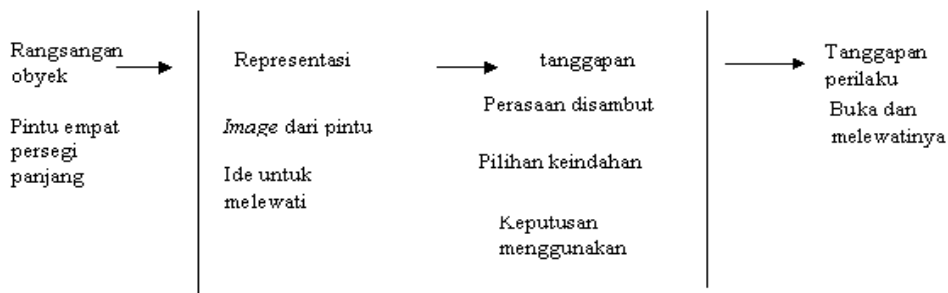 Rangsangan
obyek
Pintu empat
persegi
panjang
Representasi
Image dari pintu
Ide untuk
melewati
tanggapan
Perasaan disambut
Pilihan keindahan
Keputusan
menggunakan
Tanggapan
perilaku
Buka dan
melewatinya